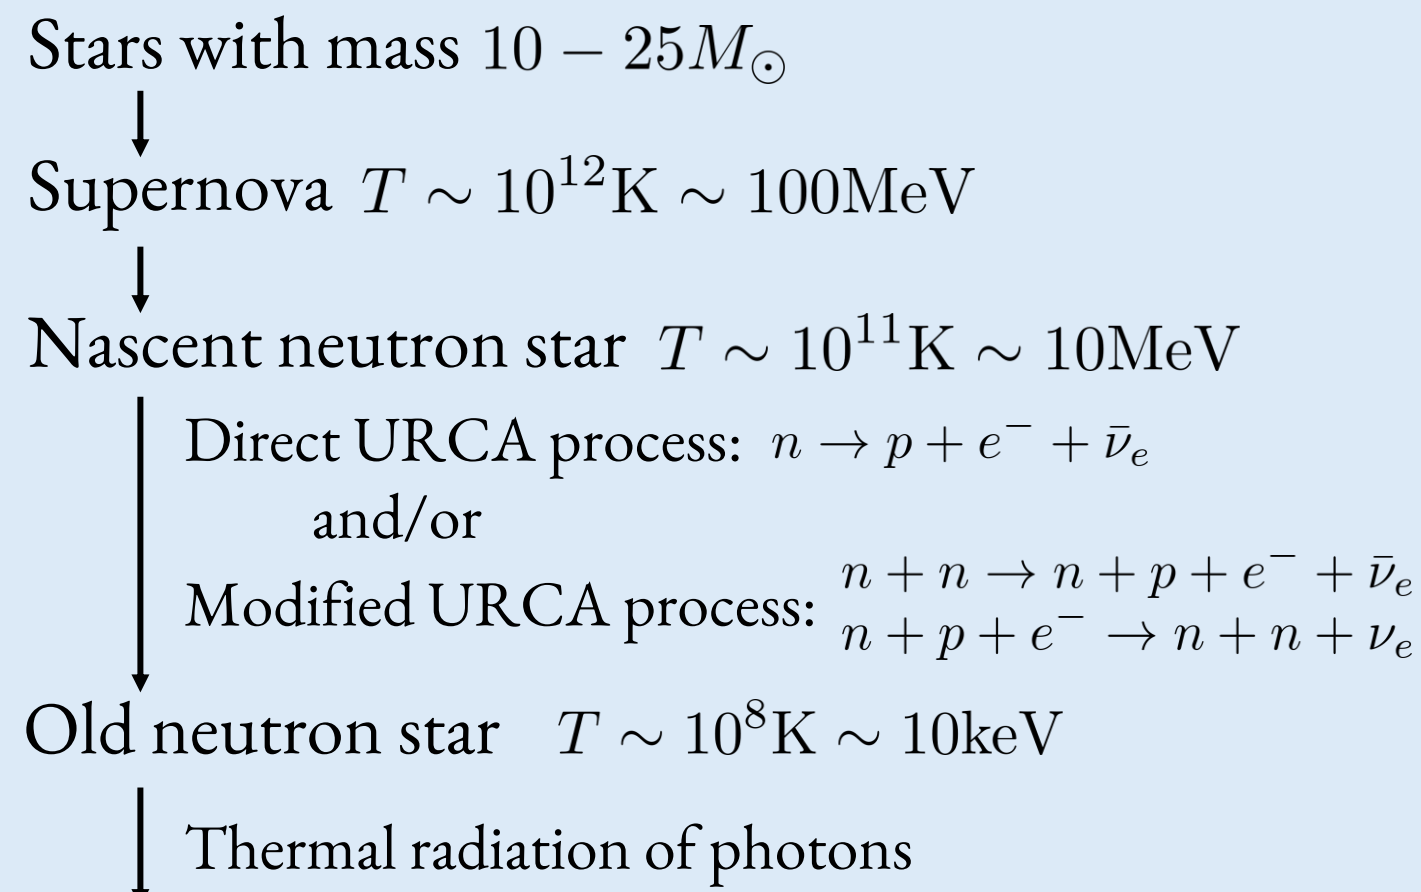 Stars with mass 10 − 25M☉
Supernova T ∼ 10¹²K ∼ 100MeV
Nascent neutron star T ∼ 10¹¹K ∼ 10MeV
Direct URCA process: n → p + e⁻ + ν̄ₑ
and/or
n + n → n + p + e⁻ + ν̄ₑ
Modified URCA process:
n + p + e⁻ → n + n + νₑ
Old neutron star T ∼ 10⁸K ∼ 10keV
Thermal radiation of photons